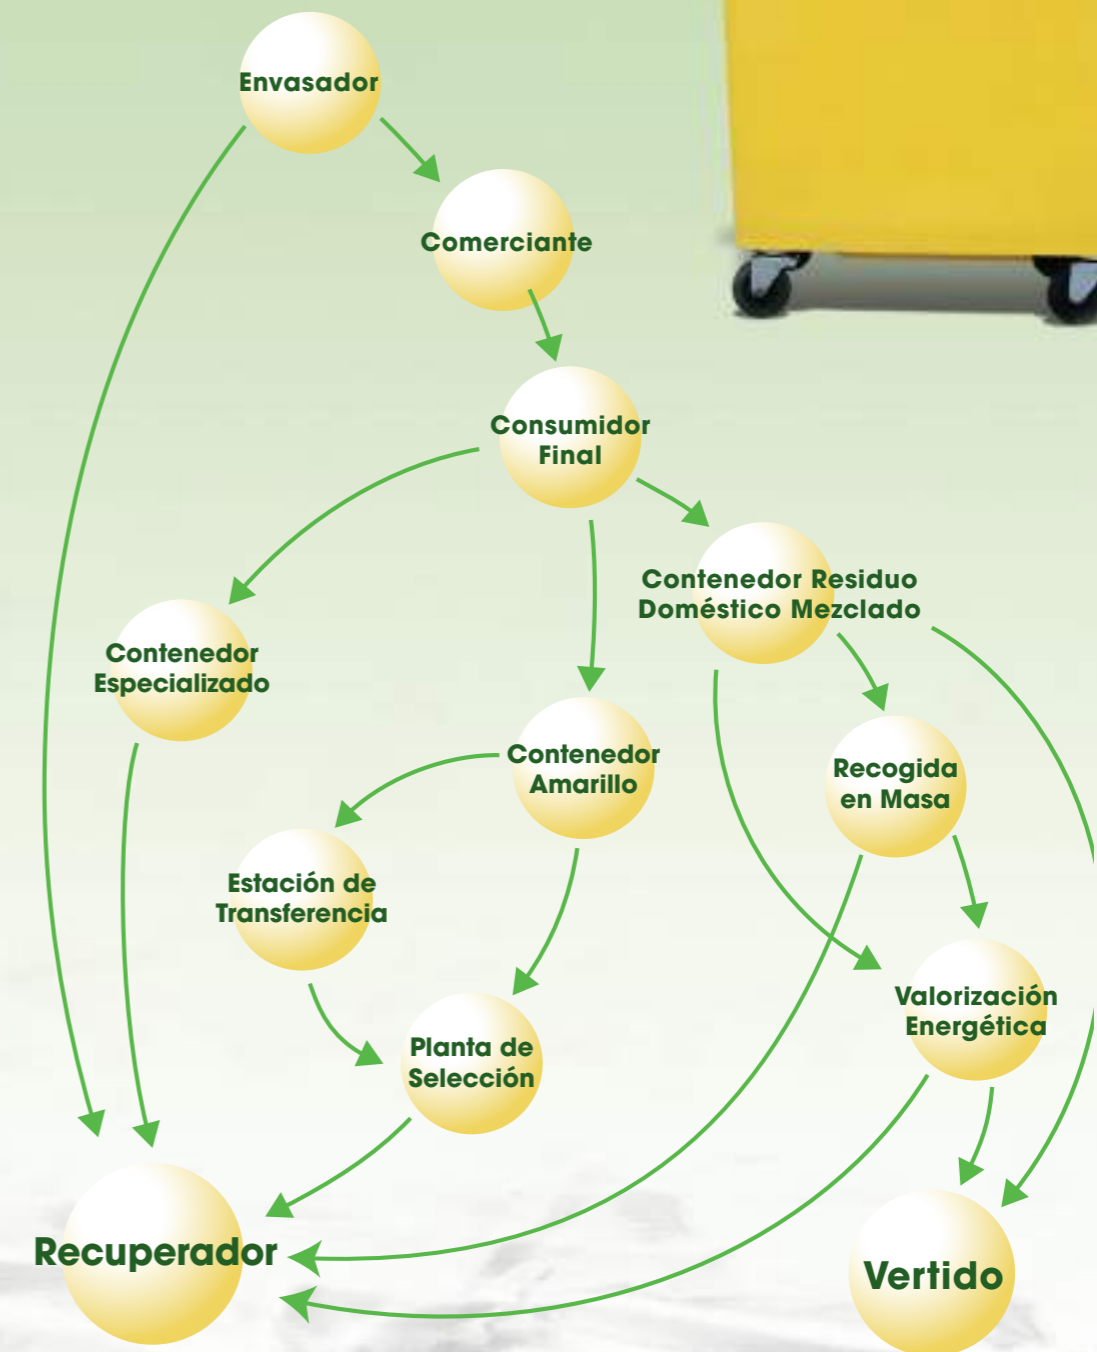 Envasador
Comerciante
Consumidor
Final
Contenedor Residuo
Doméstico Mezclado
Contenedor
Especializado
Contenedor
Amarillo
Recogida
en Masa
Estación de
Transferencia
Valorización
Energética
Planta de
Selección
Recuperador
Vertido